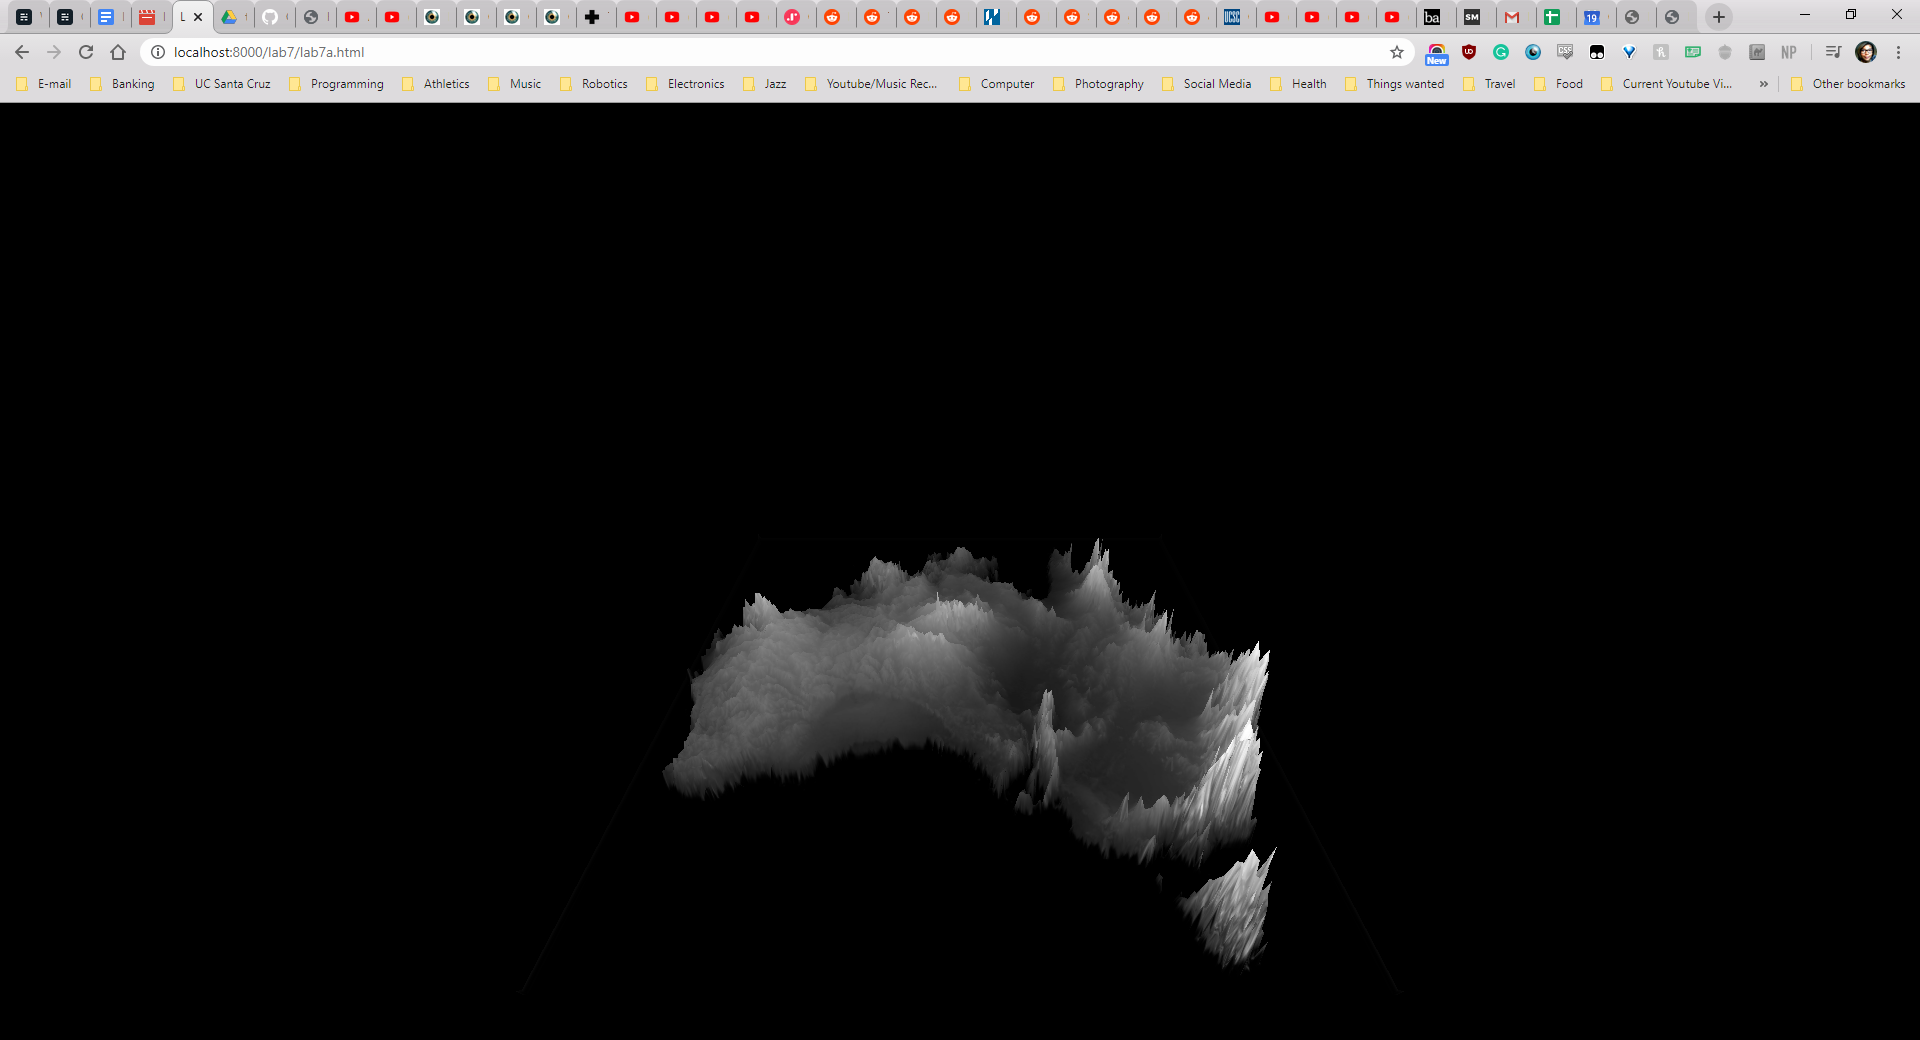 L
localhost:8000/lab7/lab7a.html
New
CSS
NP
E-mail
Banking
UC Santa Cruz
Programming
Athletics
Music
Robotics
Electronics
Jazz
Youtube/Music Rec...
Computer
Photography
Social Media
Health
Things wanted
Travel
Food
Current Youtube Vi...
»
Other bookmarks
UCSC
ba
SM
19